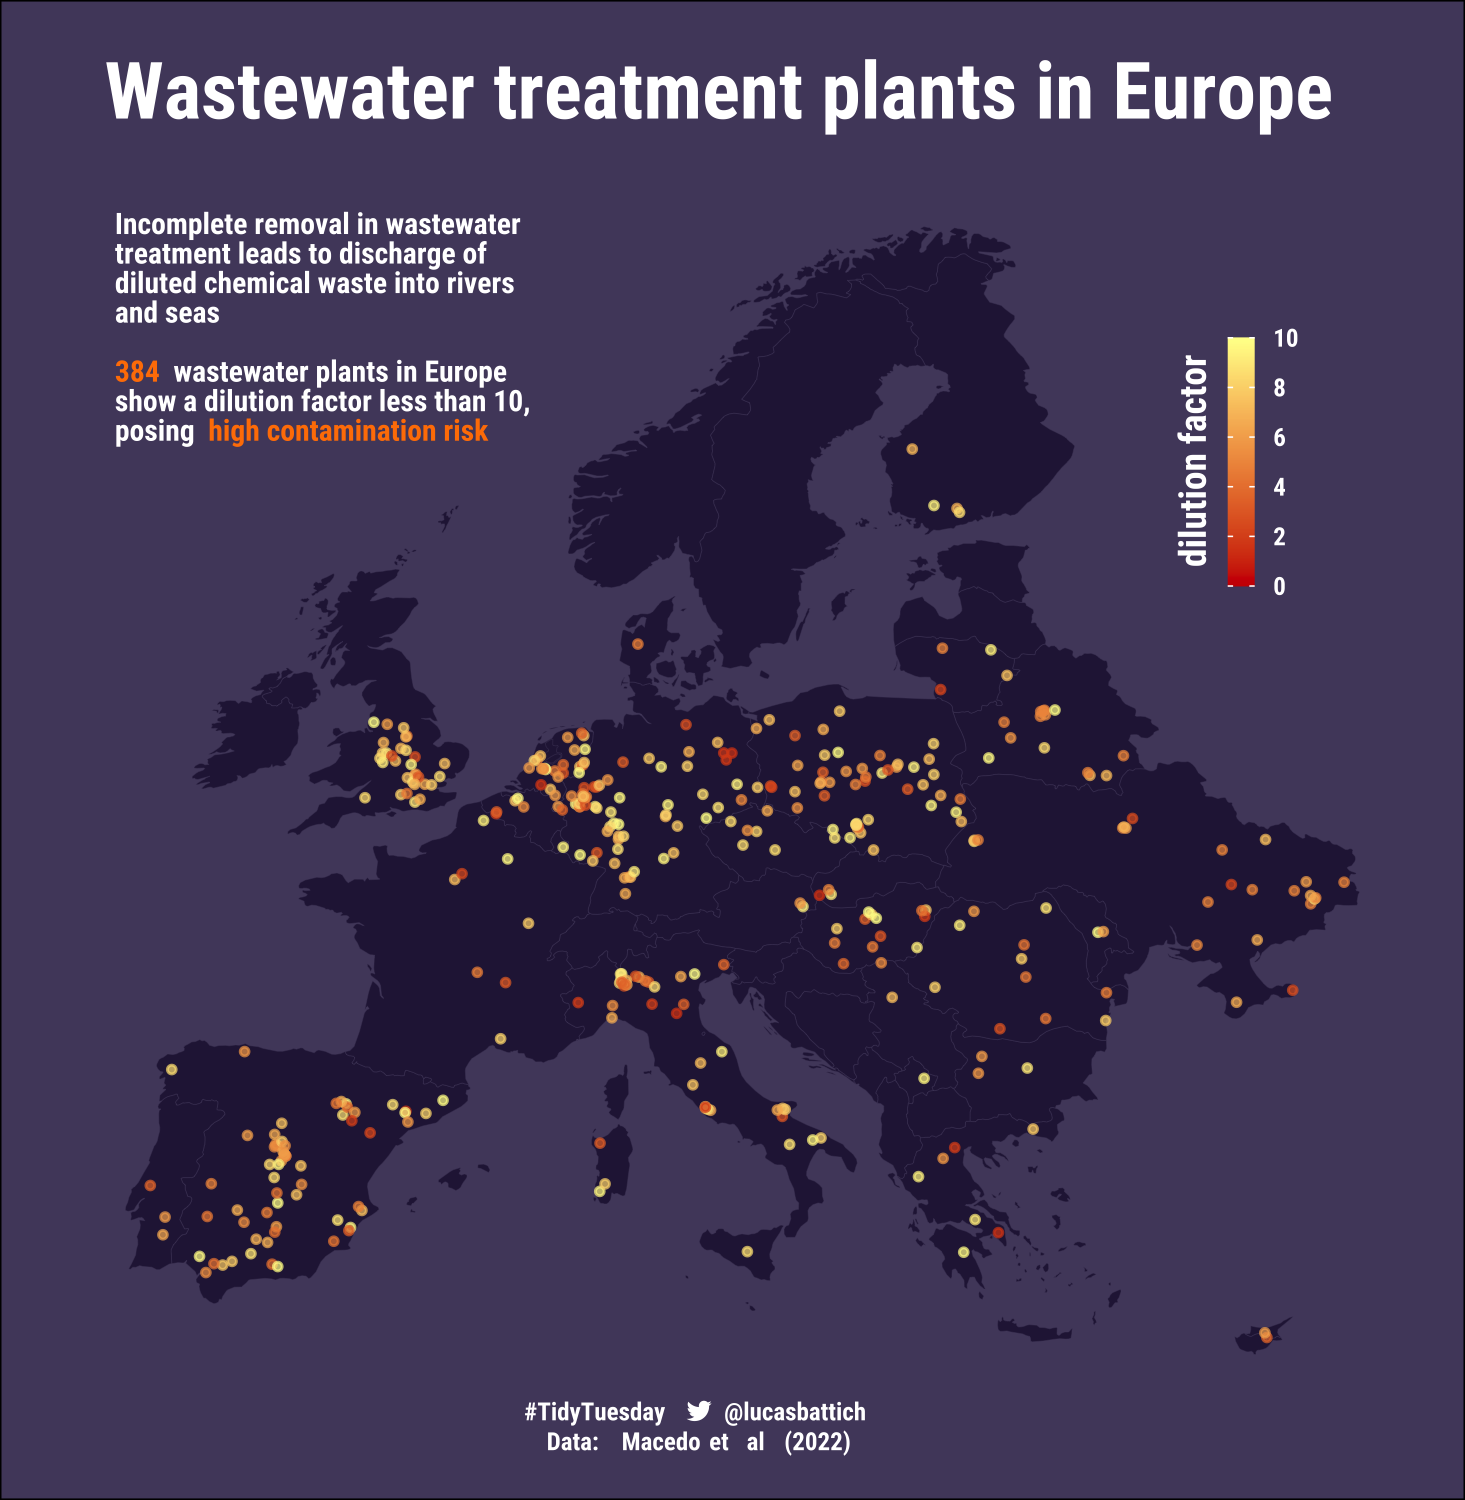 Wastewater treatment plants in Europe
Incomplete removal in wastewater
treatment leads to discharge of
diluted chemical waste into rivers
and seas
384 wastewater plants in Europe
show a dilution factor less than 10,
posing high contamination risk
dilution factor
10
8
6
4
2
0
#TidyTuesday @lucasbattich
Data: Macedo et al (2022)